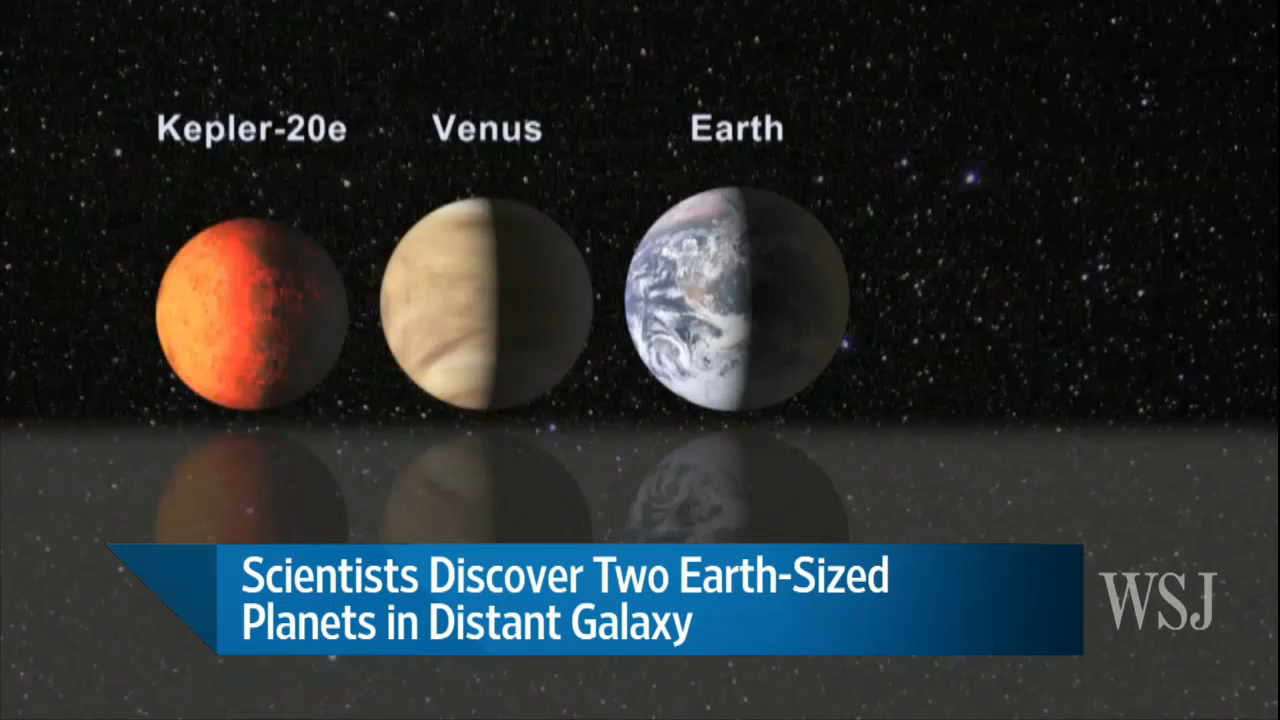 Kepler-20e Venus Earth
Scientists Discover Two Earth-Sized
Planets in Distant Galaxy
WSJ